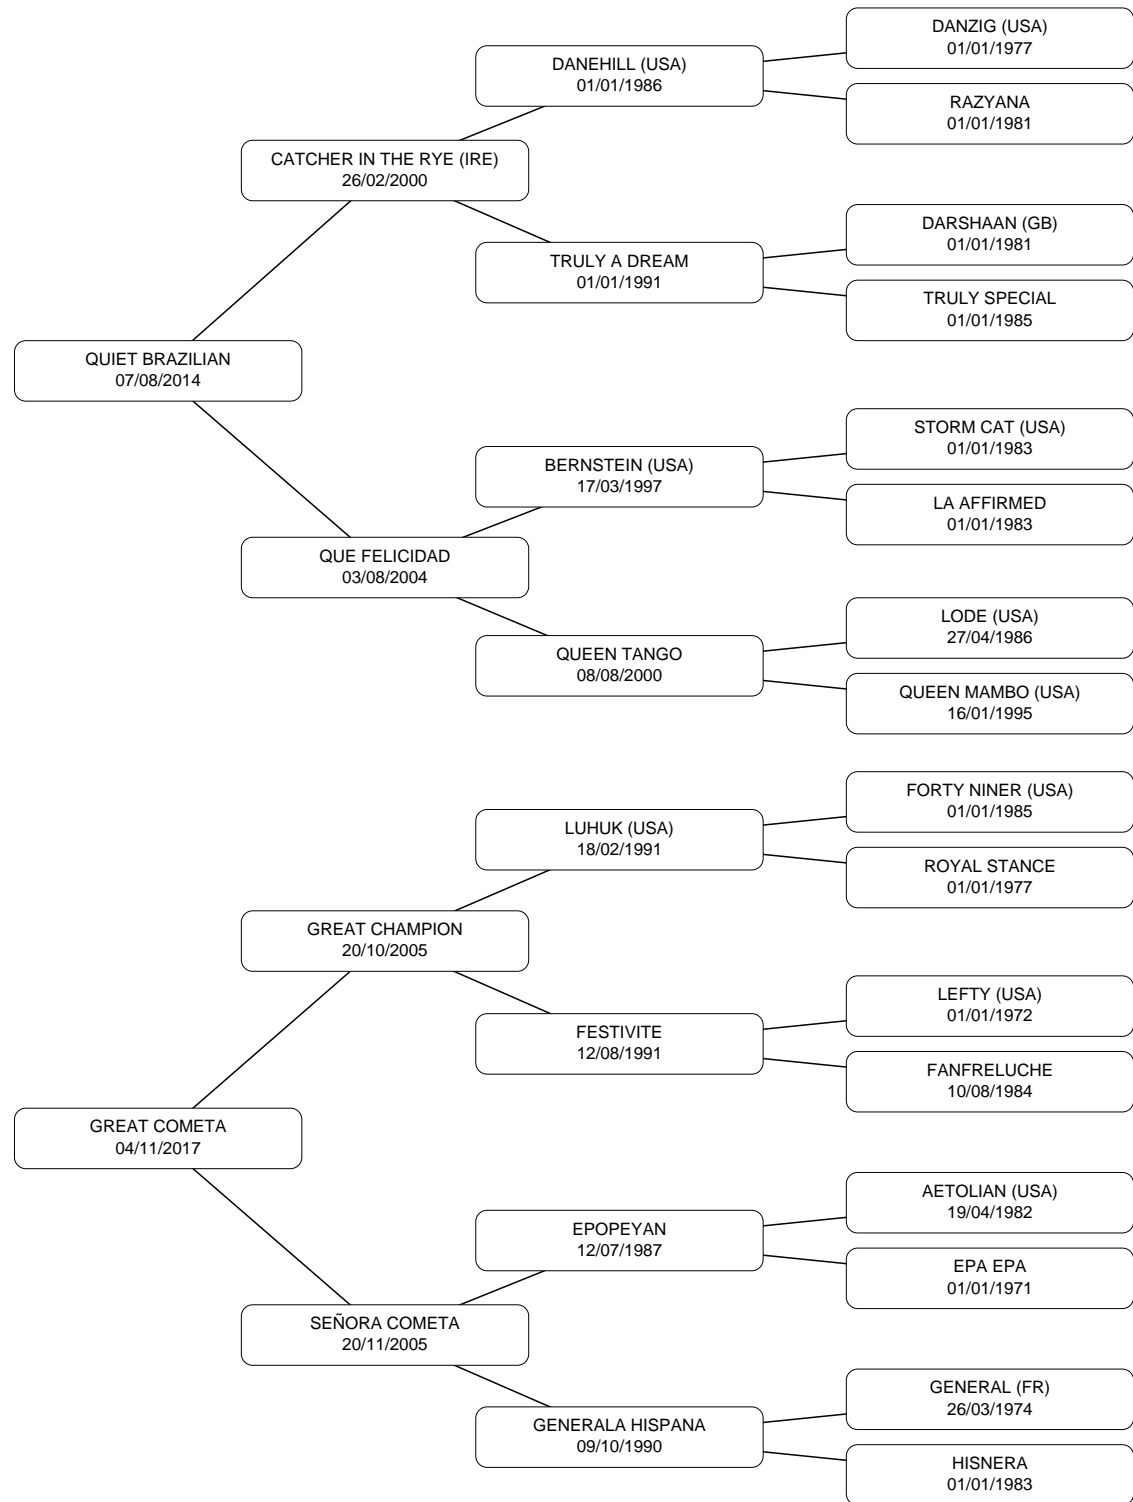 DANZIG (USA)
01/01/1977
DANEHILL (USA)
01/01/1986
RAZYANA
01/01/1981
CATCHER IN THE RYE (IRE)
26/02/2000
DARSHAAN (GB)
01/01/1981
TRULY A DREAM
01/01/1991
TRULY SPECIAL
01/01/1985
QUIET BRAZILIAN
07/08/2014
STORM CAT (USA)
01/01/1983
BERNSTEIN (USA)
17/03/1997
LA AFFIRMED
01/01/1983
QUE FELICIDAD
03/08/2004
LODE (USA)
27/04/1986
QUEEN TANGO
08/08/2000
QUEEN MAMBO (USA)
16/01/1995
FORTY NINER (USA)
01/01/1985
LUHUK (USA)
18/02/1991
ROYAL STANCE
01/01/1977
GREAT CHAMPION
20/10/2005
LEFTY (USA)
01/01/1972
FESTIVITE
12/08/1991
FANFRELUCHE
10/08/1984
GREAT COMETA
04/11/2017
AETOLIAN (USA)
19/04/1982
EPOPEYAN
12/07/1987
EPA EPA
01/01/1971
SEÑORA COMETA
20/11/2005
GENERAL (FR)
26/03/1974
GENERALA HISPANA
09/10/1990
HISNERA
01/01/1983